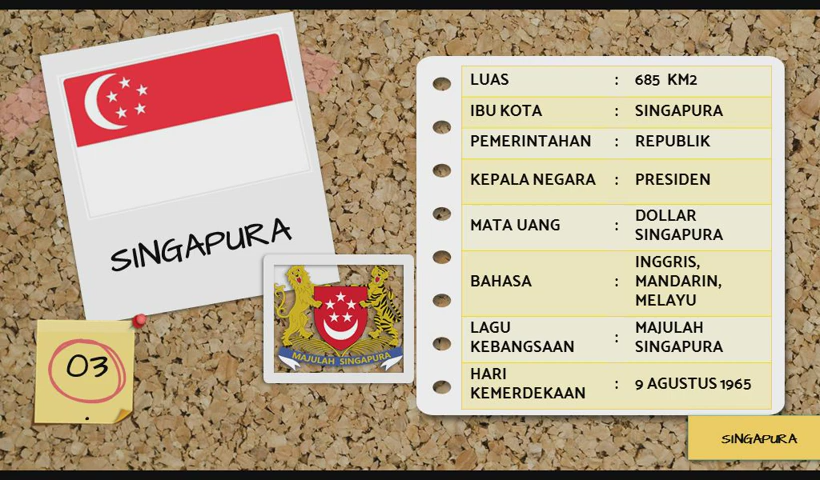 SINGAPURA
MAJULAH SINGAPURA
03
LUAS : 685 KM2
IBU KOTA : SINGAPURA
PEMERINTAHAN : REPUBLIK
KEPALA NEGARA : PRESIDEN
MATA UANG : DOLLAR
SINGAPURA
BAHASA : INGGRIS,
MANDARIN,
MELAYU
LAGU
KEBANGSAAN : MAJULAH
SINGAPURA
HARI
KEMERDEKAAN : 9 AGUSTUS 1965
SINGAPURA